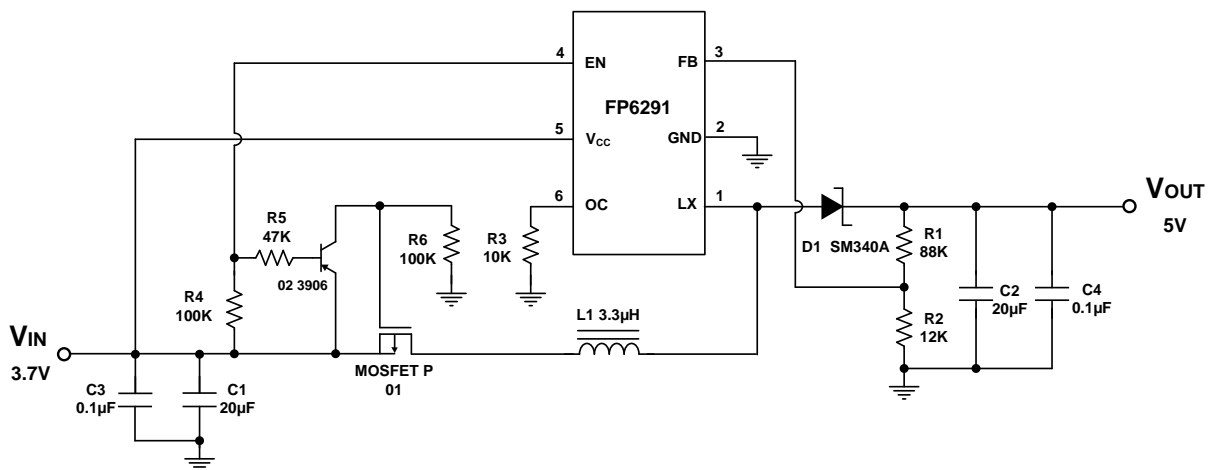 4
EN
FB
3
FP6291
5
VCC
GND
2
6
OC
LX
1
VOUT
5V
R5
47K
R6
100K
R3
10K
D1 SM340A
R1
88K
02 3906
R4
100K
C2
20µF
C4
0.1µF
L1 3.3µH
R2
12K
VIN
3.7V
MOSFET P
01
C3
0.1µF
C1
20µF